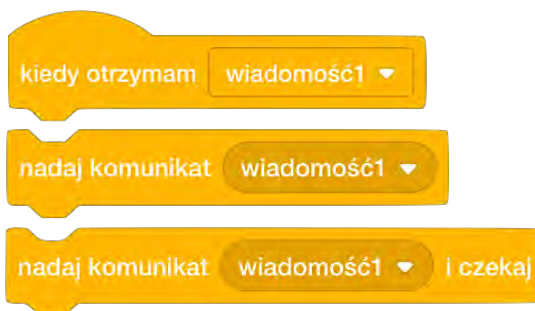 kiedy otrzymam wiadomość1
nadaj komunikat wiadomość1
nadaj komunikat wiadomość1 i czekaj